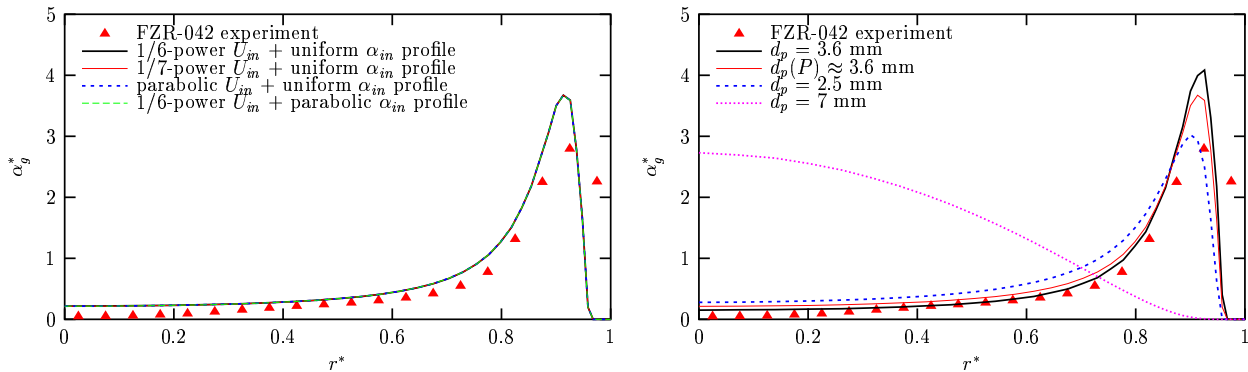 5
4
3
2
1
0
α*g
FZR-042 experiment
1/6-power Uin + uniform αin profile
1/7-power Uin + uniform αin profile
parabolic Uin + uniform αin profile
1/6-power Uin + parabolic αin profile
0 0.2 0.4 0.6 0.8 1
r*
5
4
3
2
1
0
α*g
FZR-042 experiment
dp = 3.6 mm
dp(P) ≈ 3.6 mm
dp = 2.5 mm
dp = 7 mm
0 0.2 0.4 0.6 0.8 1
r*